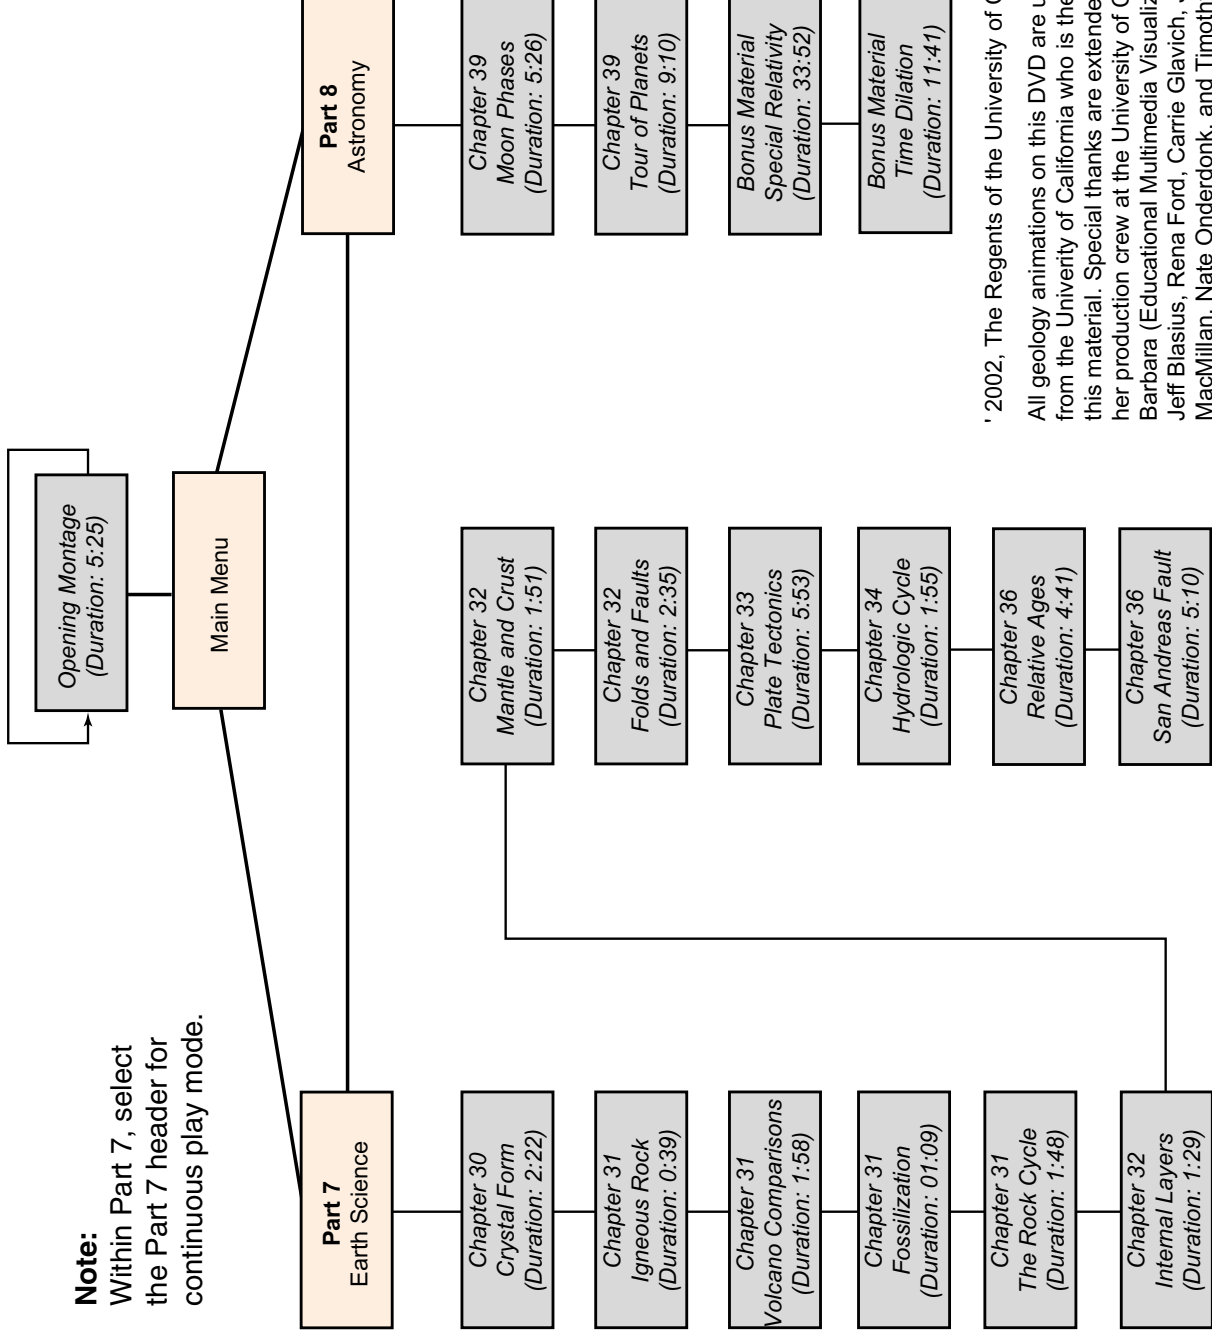 Note:
Within Part 7, select
the Part 7 header for
continuous play mode.
Opening Montage
(Duration: 5:25)
Main Menu
Part 7
Earth Science
Chapter 30
Crystal Form
(Duration: 2:22)
Chapter 31
Igneous Rock
(Duration: 0:39)
Chapter 31
Volcano Comparisons
(Duration: 1:58)
Chapter 31
Fossilization
(Duration: 01:09)
Chapter 31
The Rock Cycle
(Duration: 1:48)
Chapter 32
Internal Layers
(Duration: 1:29)
Chapter 32
Mantle and Crust
(Duration: 1:51)
Chapter 32
Folds and Faults
(Duration: 2:35)
Chapter 33
Plate Tectonics
(Duration: 5:53)
Chapter 34
Hydrologic Cycle
(Duration: 1:55)
Chapter 36
Relative Ages
(Duration: 4:41)
Chapter 36
San Andreas Fault
(Duration: 5:10)
Part 8
Astronomy
Chapter 39
Moon Phases
(Duration: 5:26)
Chapter 39
Tour of Planets
(Duration: 9:10)
Bonus Material
Special Relativity
(Duration: 33:52)
Bonus Material
Time Dilation
(Duration: 11:41)
' 2002, The Regents of the University of
All geology animations on this DVD are
from the Univerity of California who is the
this material. Special thanks are
her production crew at the University of
Barbara (Educational Multimedia
Jeff Blasius, Rena Ford, Carrie Glavich,
MacMillan, Nate Onderdonk, and